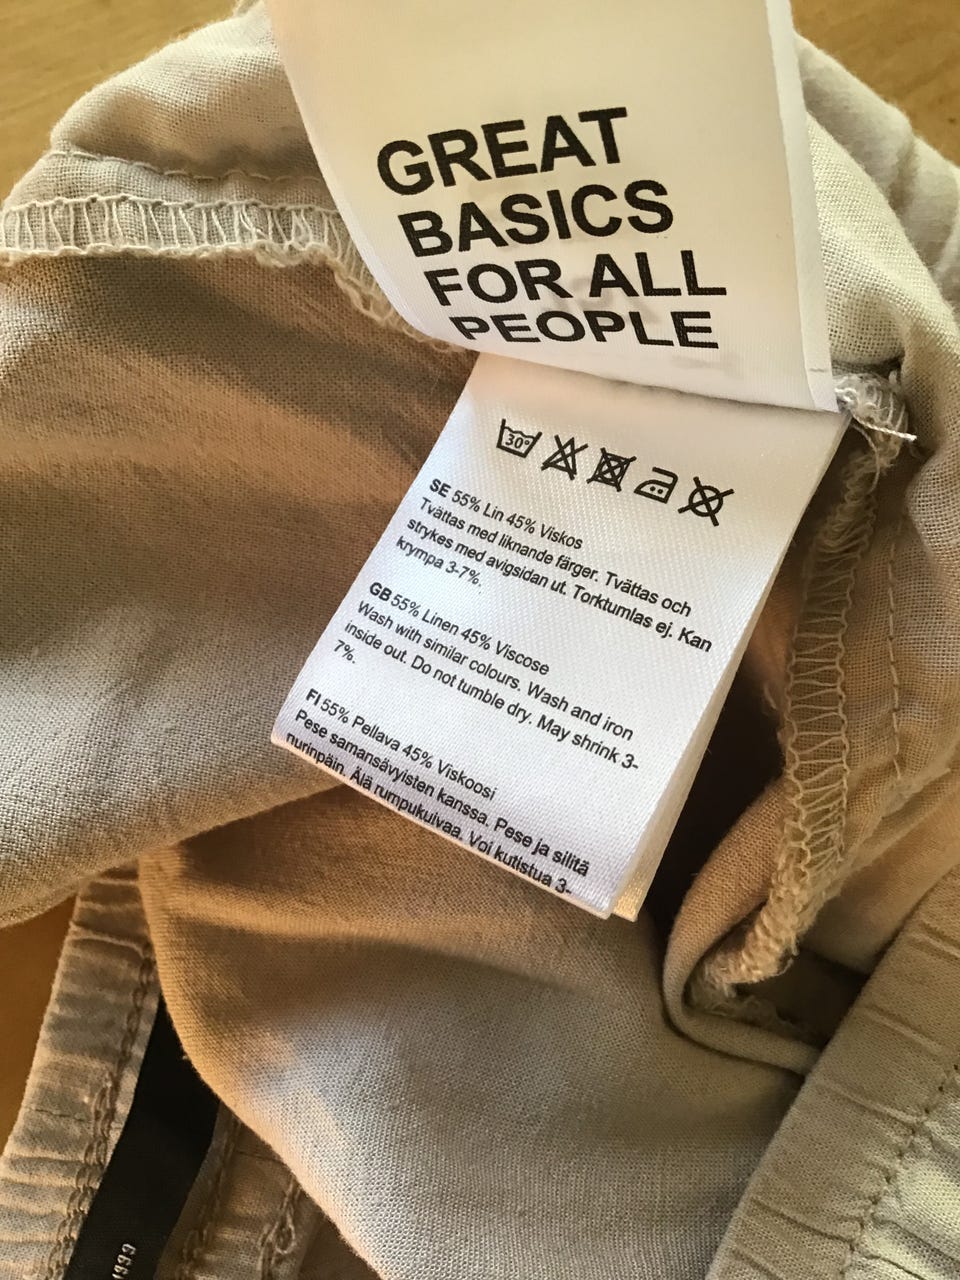 GREAT
BASICS
FOR ALL
PEOPLE
30°
SE 55% Lin 45% Viskos
Tvättas med liknande färger. Tvättas och
strykes med avigsidan ut. Torktumlas ej. Kan
krympa 3-7%.
GB 55% Linen 45% Viscose
Wash with similar colours. Wash and iron
inside out. Do not tumble dry. May shrink 3-
7%.
FI 55% Pellava 45% Viskoosi
Pese samansävyisten kanssa. Pese ja silitä
nurinpäin. Älä rumpukuivaa. Voi kutistua 3-
1999